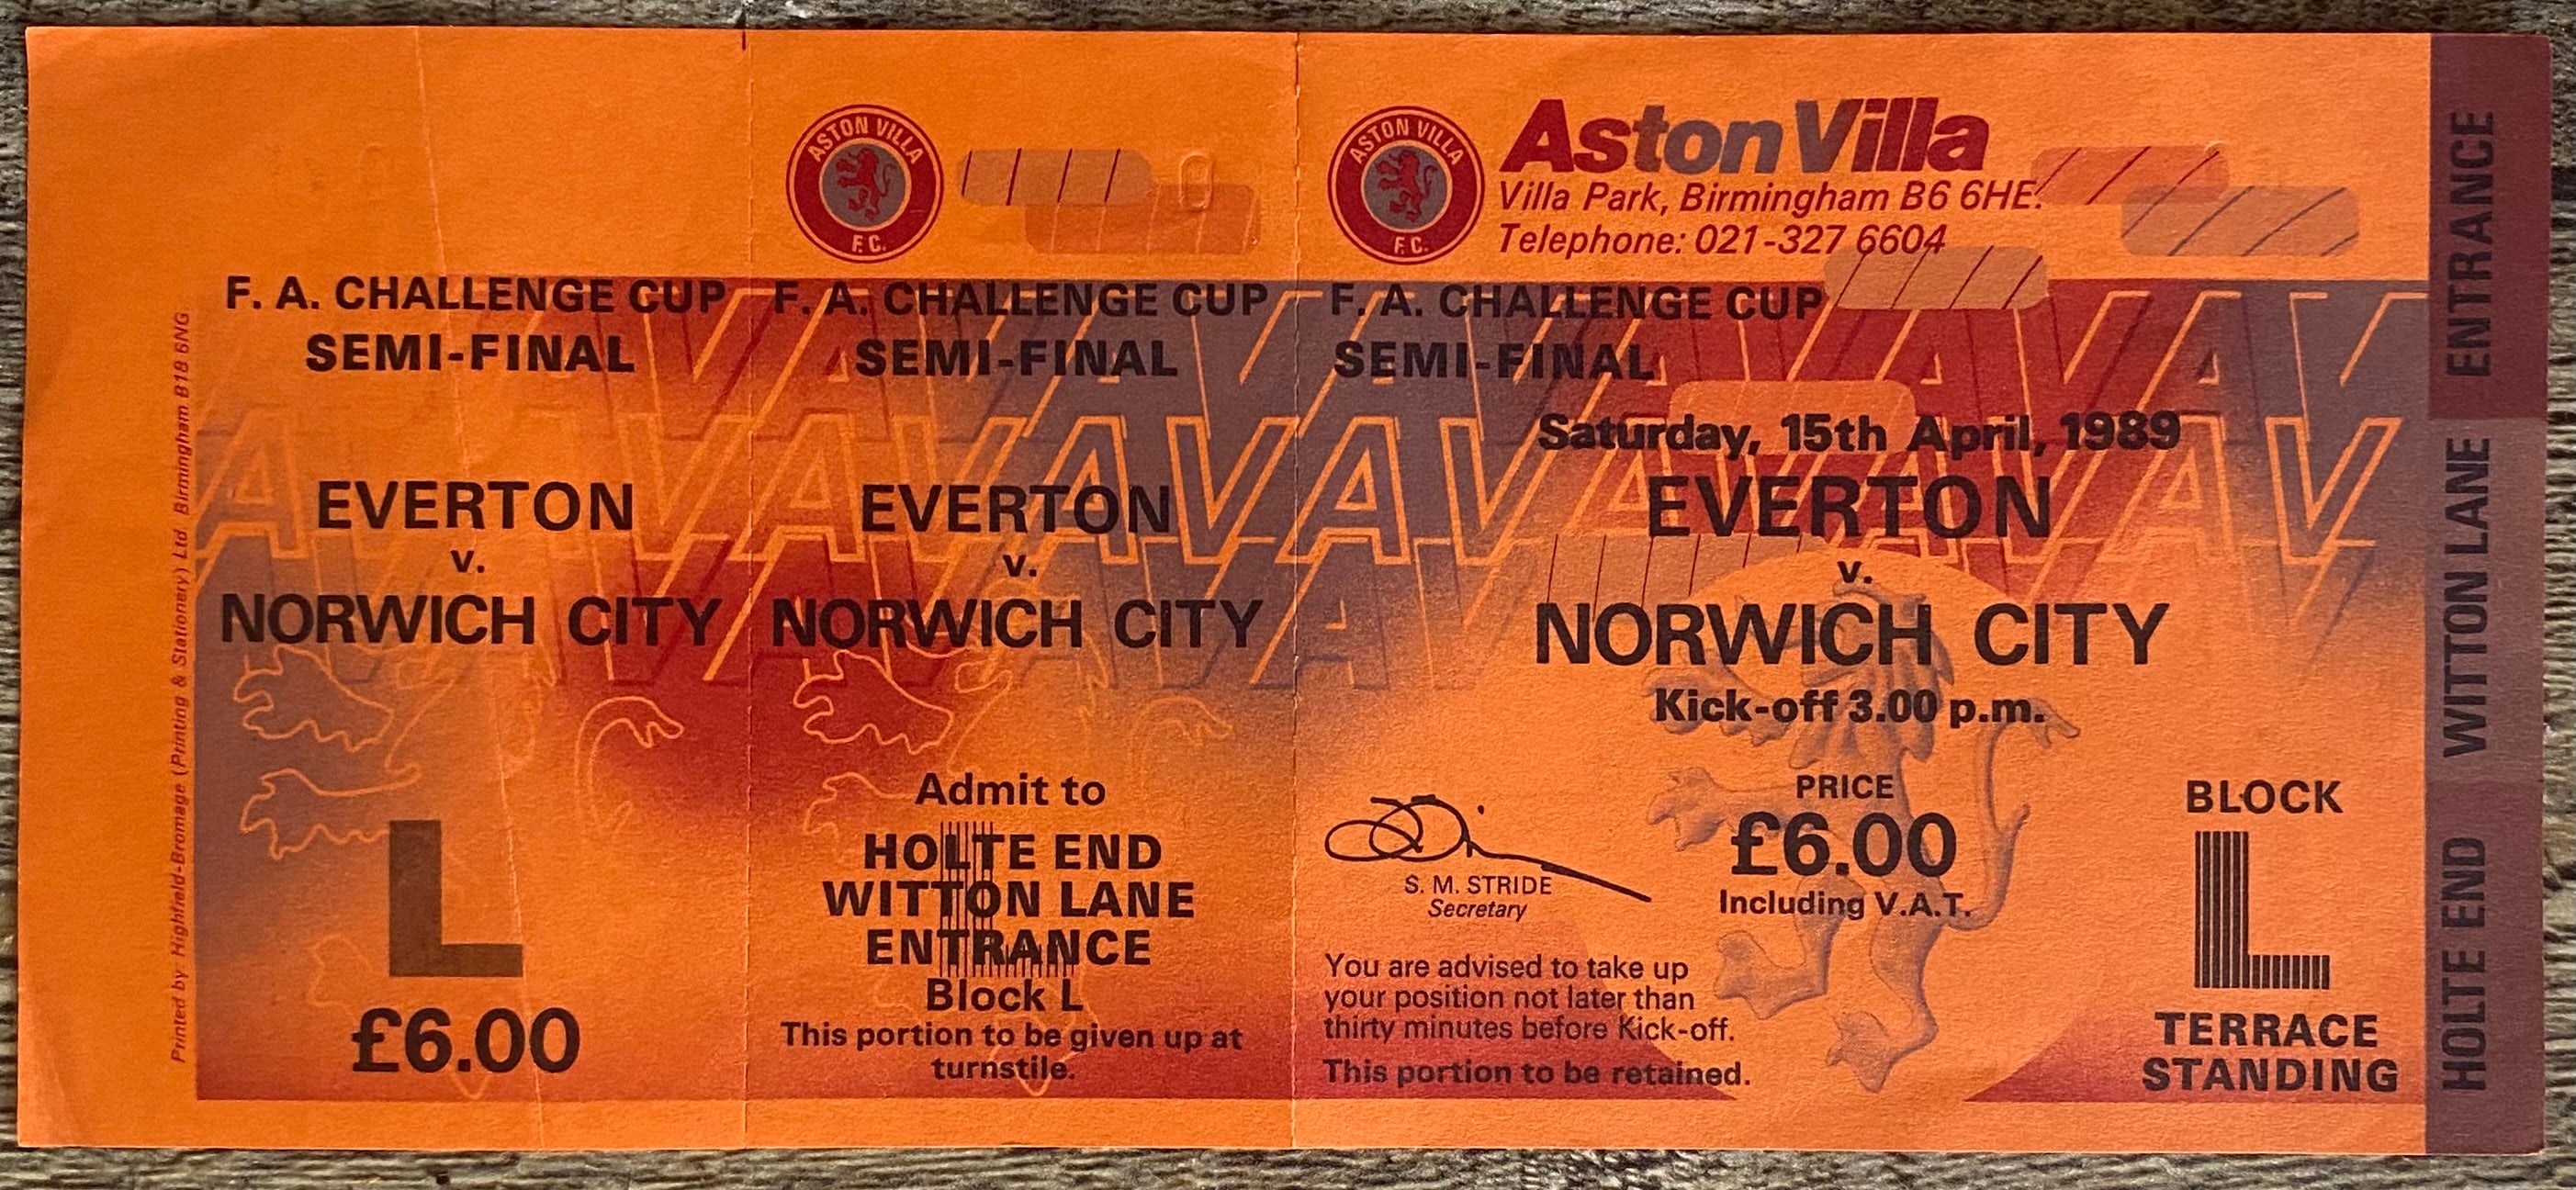 Printed by: Highfield-Bromage (Printing & Stationery) Ltd. Birmingham B18 6NG
F. A. CHALLENGE CUP
SEMI-FINAL
EVERTON
v.
NORWICH CITY
L
£6.00
ASTON VILLA
F.C.
F. A. CHALLENGE CUP
SEMI-FINAL
EVERTON
v.
NORWICH CITY
Admit to
HOLTE END
WITTON LANE
ENTRANCE
Block L
This portion to be given up at
turnstile.
ASTON VILLA
F.C.
Aston Villa
Villa Park, Birmingham B6 6HE.
Telephone: 021-327 6604
F. A. CHALLENGE CUP
SEMI-FINAL
Saturday, 15th April, 1989
EVERTON
v.
NORWICH CITY
Kick-off 3.00 p.m.
S. M. STRIDE
Secretary
PRICE
£6.00
Including V.A.T.
You are advised to take up
your position not later than
thirty minutes before Kick-off.
This portion to be retained.
BLOCK
L
TERRACE
STANDING
HOLTE END WITTON LANE ENTRANCE